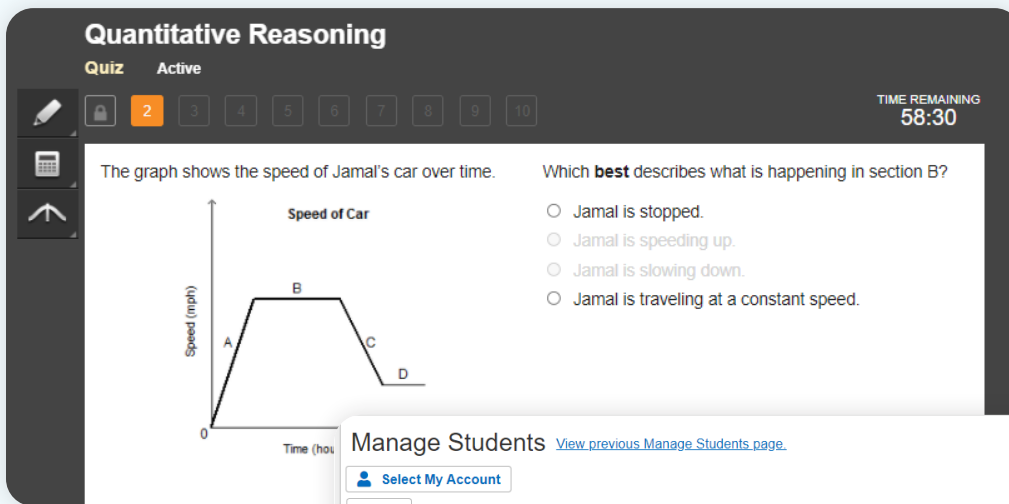 Quantitative Reasoning
Quiz Active
2 3 4 5 6 7 8 9 10
TIME REMAINING
58:30
The graph shows the speed of Jamal's car over time.
Speed of Car
Speed (mph)
A
B
C
D
0
Time (hou
Which best describes what is happening in section B?
Jamal is stopped.
Jamal is speeding up.
Jamal is slowing down.
Jamal is traveling at a constant speed.
Manage Students View previous Manage Students page.
Select My Account